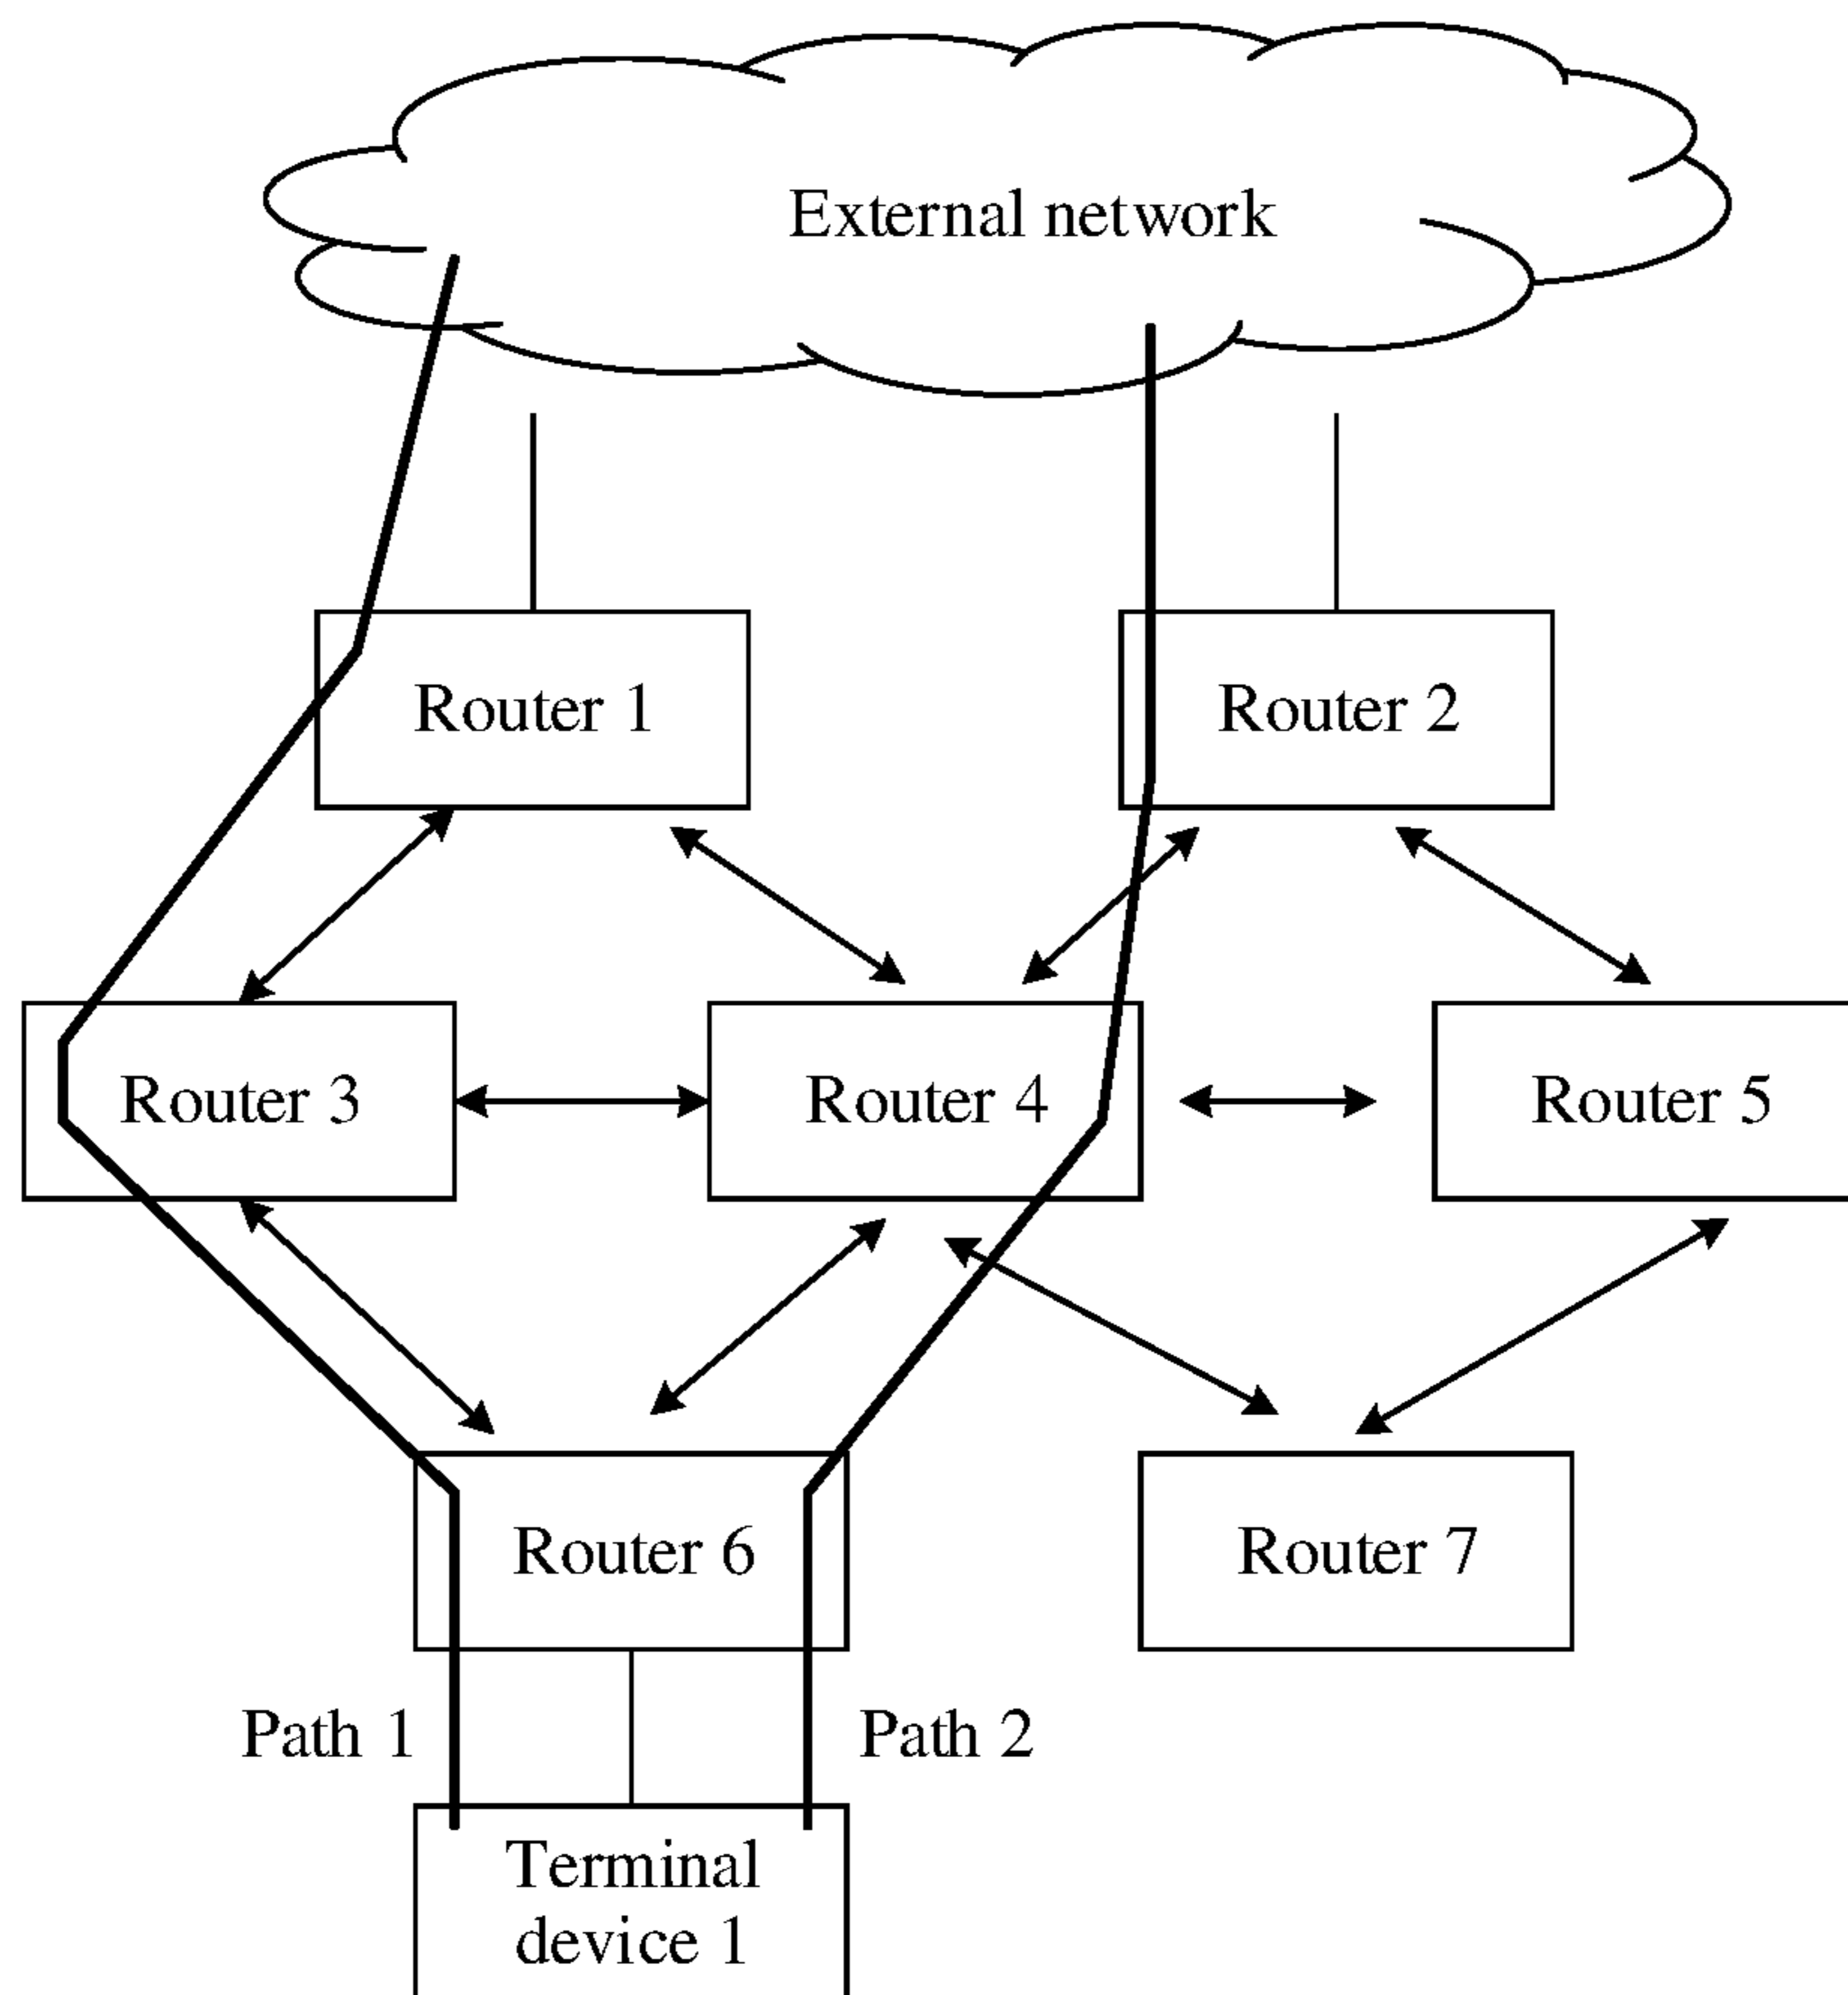 External network
Router 1
Router 2
Router 3
Router 4
Router 5
Router 6
Router 7
Path 1
Path 2
Terminal
device 1